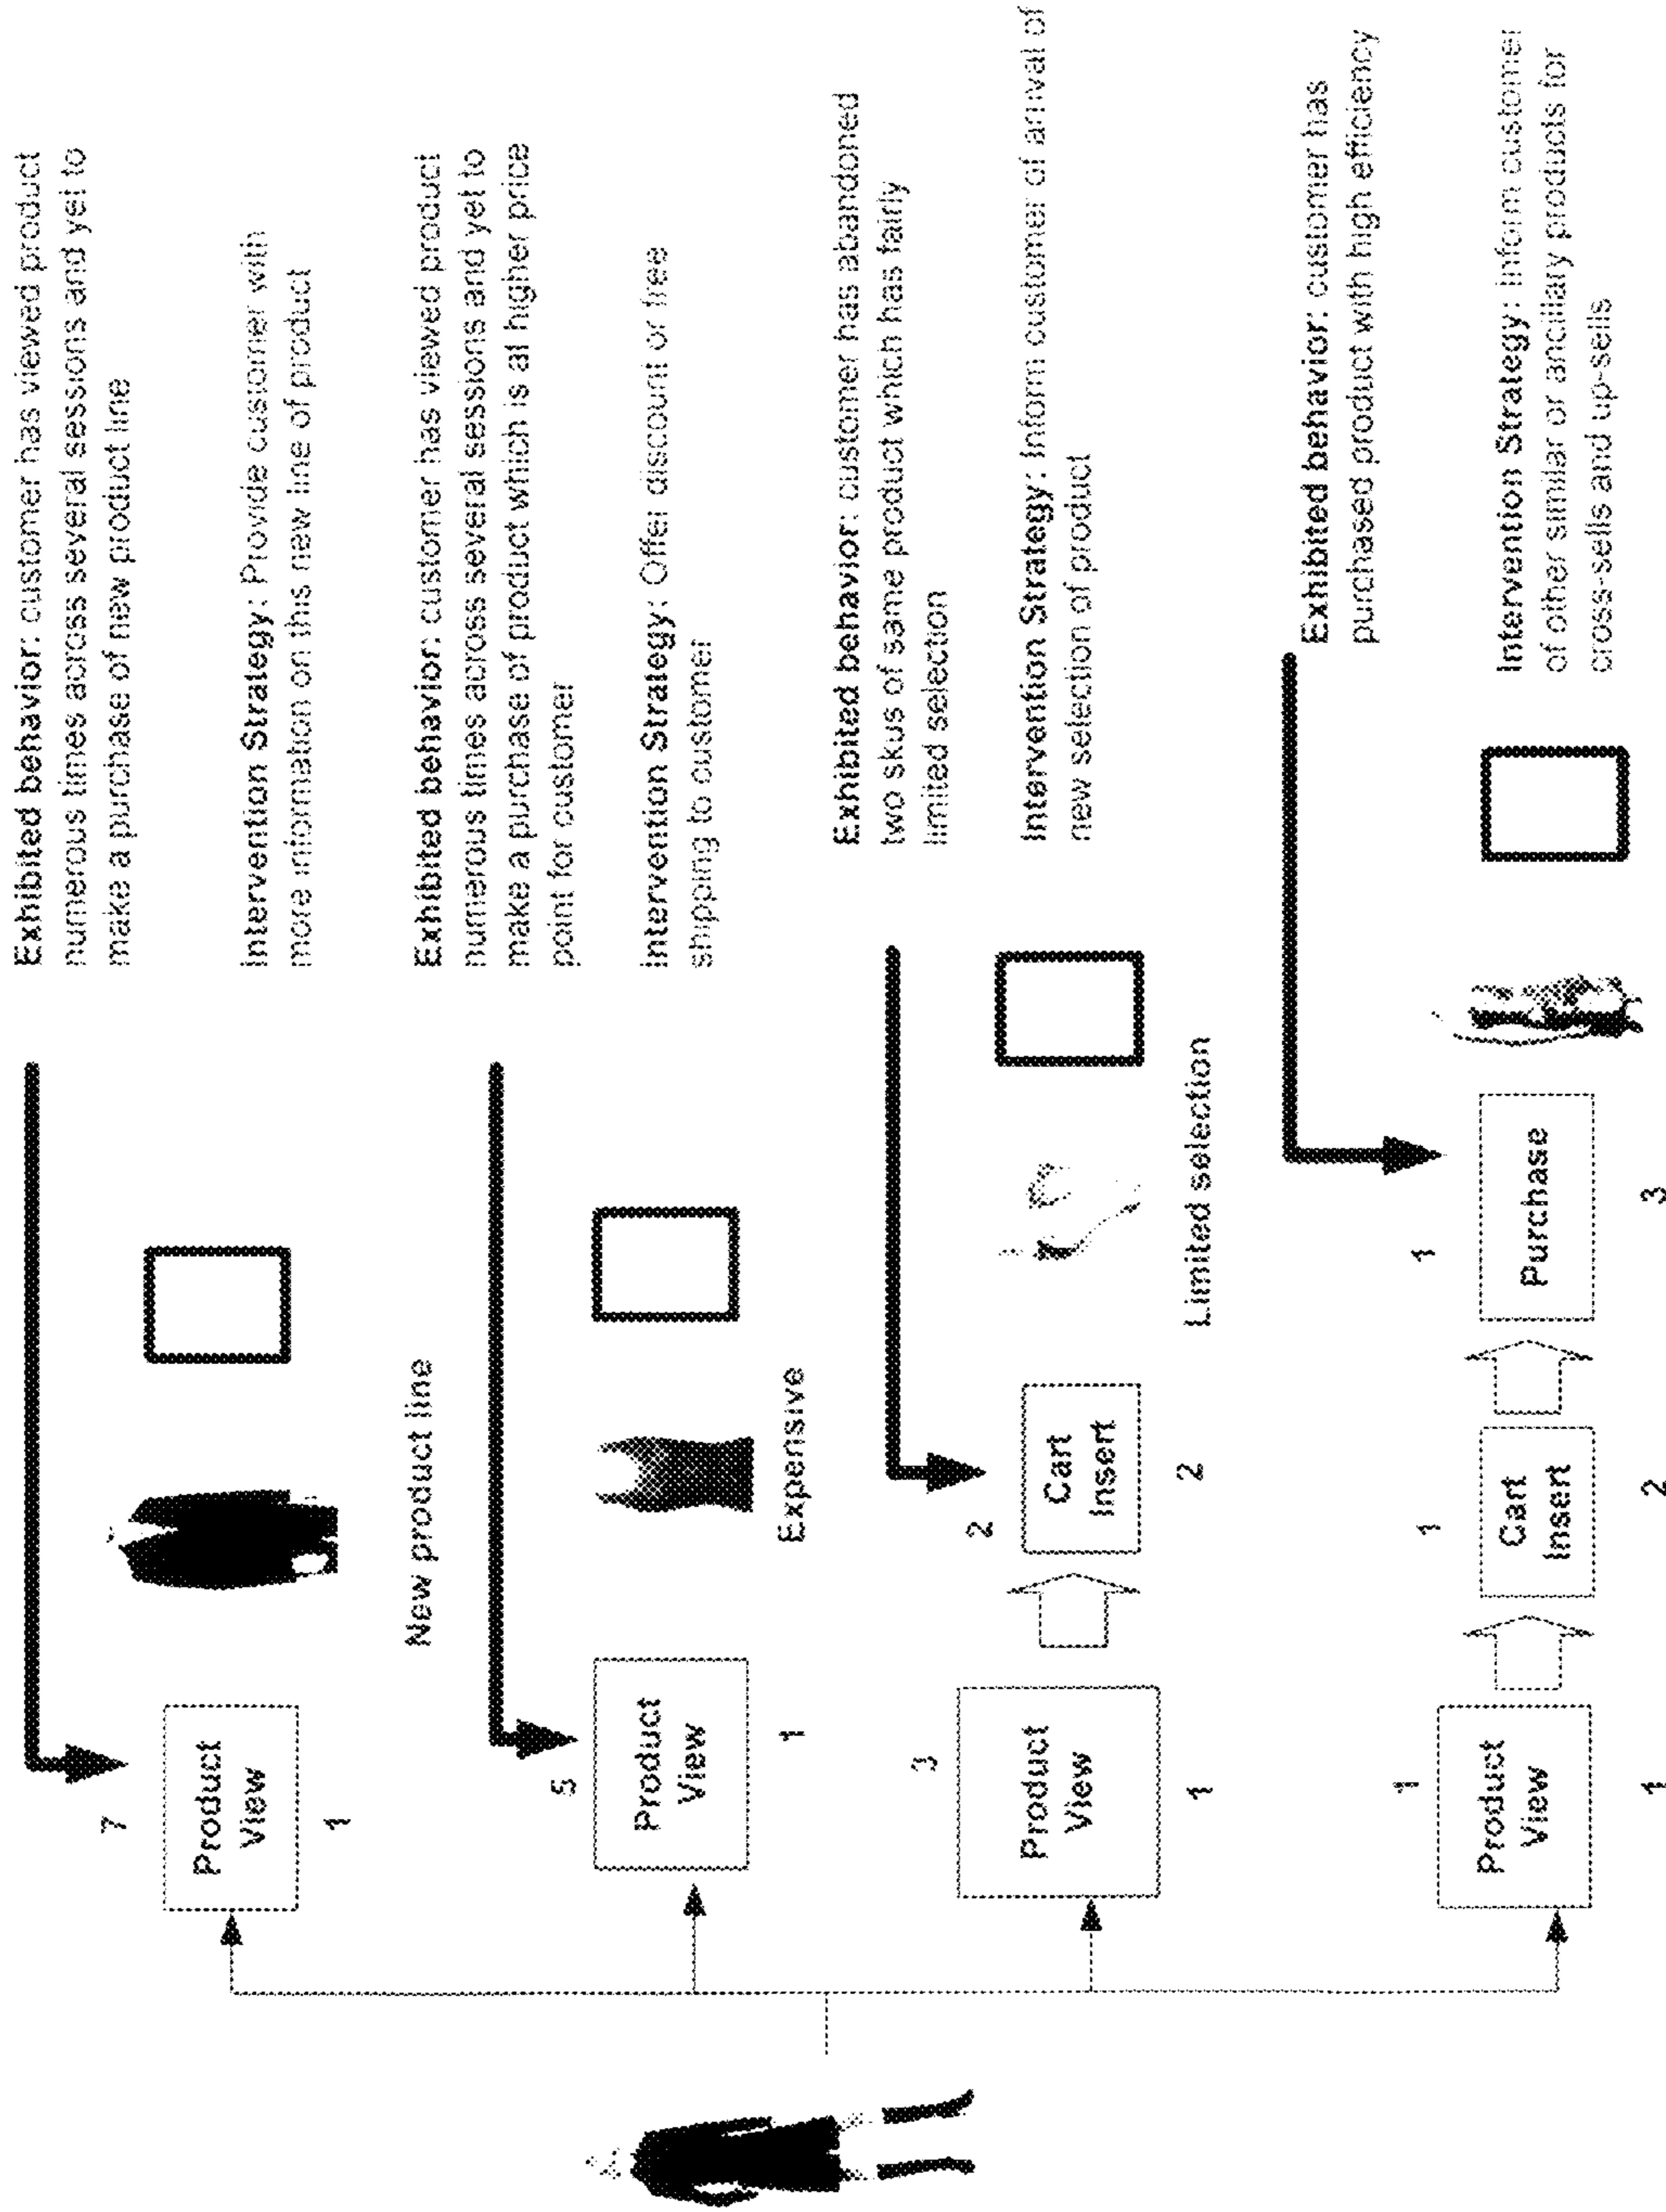 Exhibited behavior: customer has viewed product
numerous times across several sessions and yet to
make a purchase of new product line
Intervention Strategy: Provide customer with
more information on this new line of product
7
Product
View
1
New product line
Exhibited behavior: customer has viewed product
numerous times across several sessions and yet to
make a purchase of product which is at higher price
point for customer
Intervention Strategy: Offer discount or free
shipping to customer
5
Product
View
1
Expensive
Exhibited behavior: customer has abandoned
two skus of same product which has fairly
limited selection
Intervention Strategy: Inform customer of arrival of
new selection of product
3
Product
View
1
2
Cart
Insert
2
Limited selection
Exhibited behavior: customer has
purchased product with high efficiency
Intervention Strategy: Inform customer
of other similar or ancillary products for
cross-sells and up-sells
1
Product
View
1
1
Cart
Insert
2
1
Purchase
3